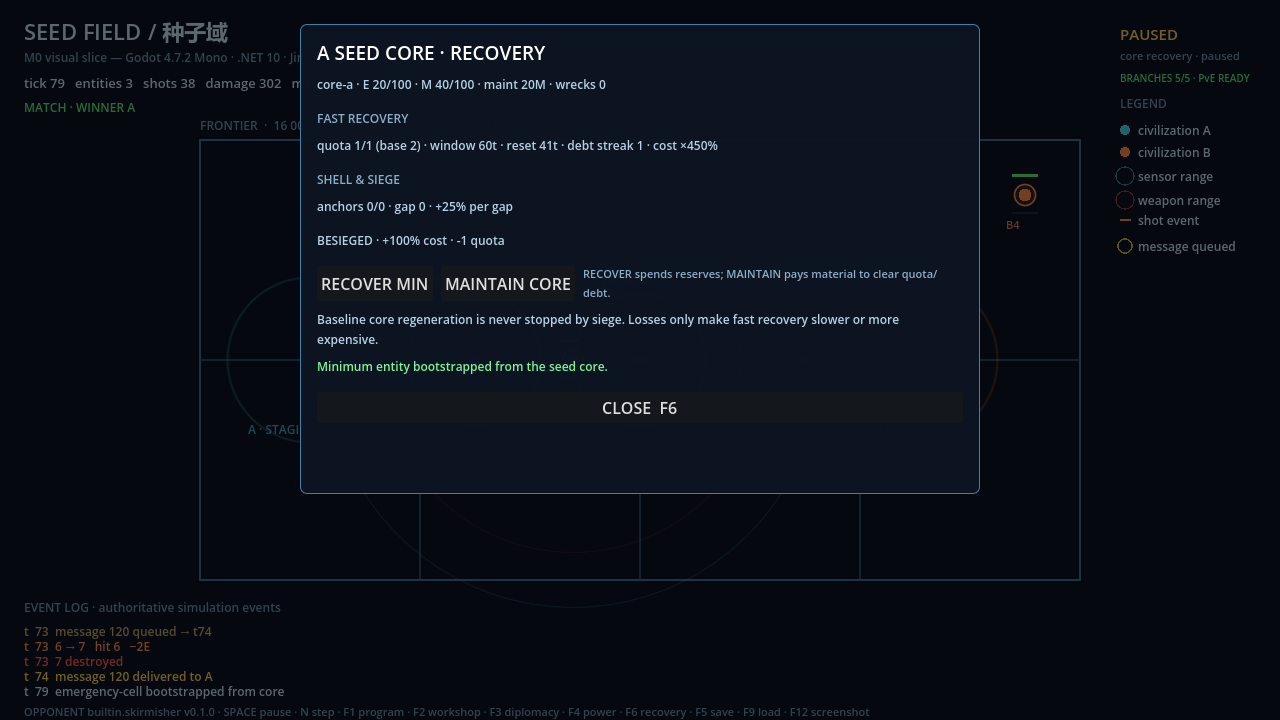 SEED FIELD / 种子域
M0 visual slice — Godot 4.7.2 Mono · .NET 10 ·
tick 79 entities 3 shots 38 damage 302
MATCH · WINNER A
FRONTIER · 16 00
A SEED CORE · RECOVERY
core-a · E 20/100 · M 40/100 · maint 20M · wrecks 0
FAST RECOVERY
quota 1/1 (base 2) · window 60t · reset 41t · debt streak 1 · cost ×450%
SHELL & SIEGE
anchors 0/0 · gap 0 · +25% per gap
BESIEGED · +100% cost · -1 quota
RECOVER MIN
MAINTAIN CORE
RECOVER spends reserves; MAINTAIN pays material to clear quota/
debt.
Baseline core regeneration is never stopped by siege. Losses only make fast recovery slower or more
expensive.
Minimum entity bootstrapped from the seed core.
CLOSE F6
PAUSED
core recovery · paused
BRANCHES 5/5 · PvE READY
LEGEND
civilization A
civilization B
sensor range
weapon range
shot event
message queued
B4
A · STAGI
EVENT LOG · authoritative simulation events
t 73 message 120 queued → t74
t 73 6 → 7 hit 6 −2E
t 73 7 destroyed
t 74 message 120 delivered to A
t 79 emergency-cell bootstrapped from core
OPPONENT builtin.skirmisher v0.1.0 · SPACE pause · N step · F1 program · F2 workshop · F3 diplomacy · F4 power · F6 recovery · F5 save · F9 load · F12 screenshot